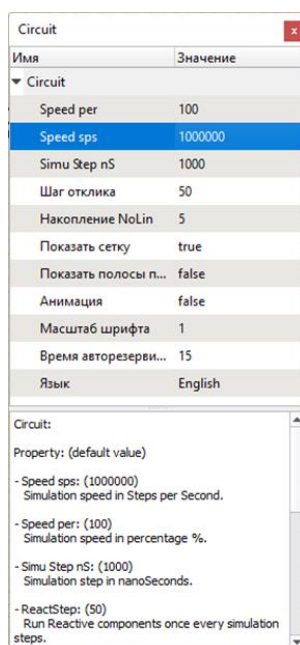 Circuit
x
Имя Значение
Circuit
Speed per 100
Speed sps 1000000
Simu Step nS 1000
Шаг отклика 50
Накопление NoLin 5
Показать сетку true
Показать полосы п... false
Анимация false
Масштаб шрифта 1
Время авторезерви... 15
Язык English
Circuit:
Property: (default value)
- Speed sps: (1000000)
Simulation speed in Steps per Second.
- Speed per: (100)
Simulation speed in percentage %.
- Simu Step nS: (1000)
Simulation step in nanoSeconds.
- ReactStep: (50)
Run Reactive components once every simulation
steps.